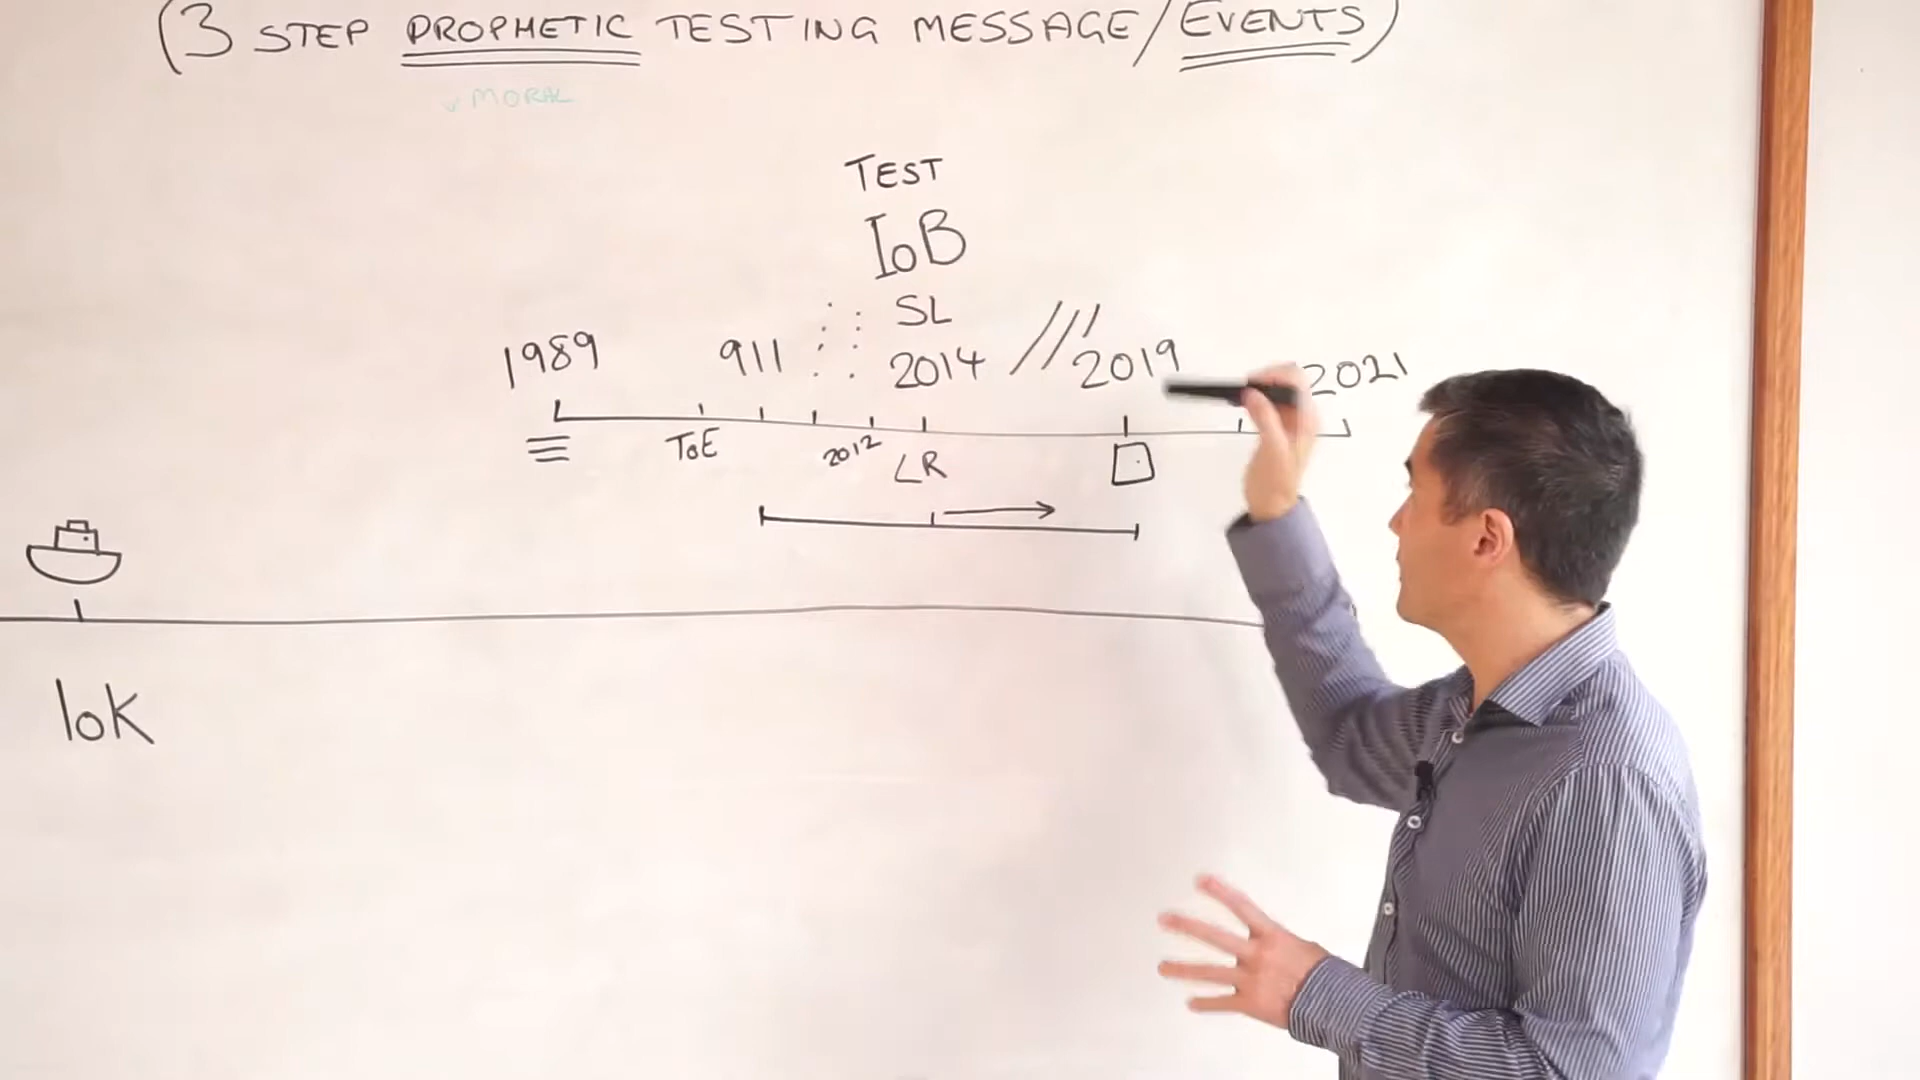 (3 STEP PROPHETIC TESTING MESSAGE/EVENTS)
✓ MORAL
TEST
IoB
SL
1989 911 2014 2019 2021
ToE 2012 LR
IoK